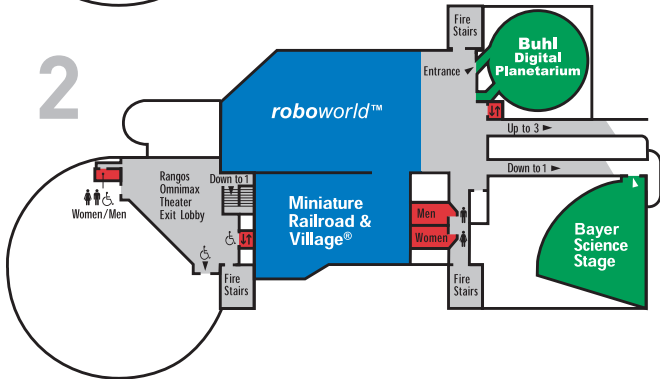 2
Fire
Stairs
Buhl
Digital
Planetarium
Entrance
roboworld™
Up to 3 ►
Down to 1 ►
Rangos
Omnimax
Theater
Exit Lobby
Down to 1
Women/Men
Miniature
Railroad &
Village®
Men
Women
Bayer
Science
Stage
Fire
Stairs
Fire
Stairs